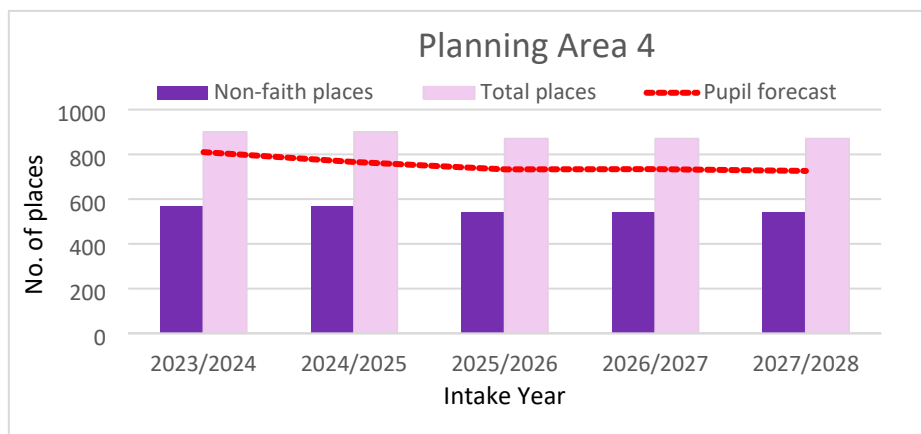 Planning Area 4
Non-faith places Total places Pupil forecast
1000
800
600
400
200
0
No. of places
2023/2024 2024/2025 2025/2026 2026/2027 2027/2028
Intake Year